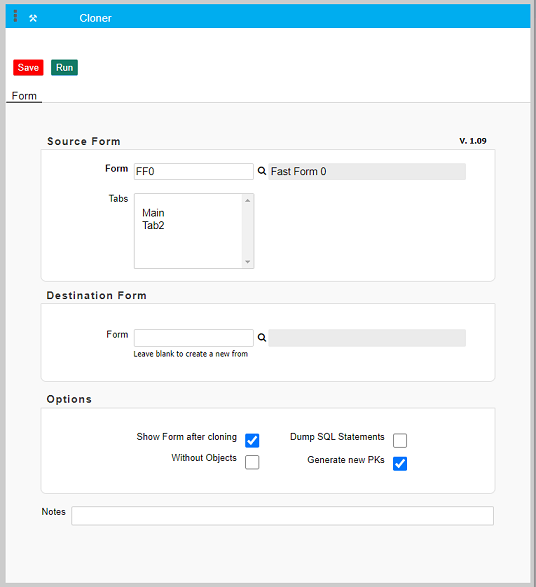 Cloner
Save Run
Form
Source Form V. 1.09
Form FF0 Fast Form 0
Tabs
Main
Tab2
Destination Form
Form
Leave blank to create a new from
Options
Show Form after cloning Dump SQL Statements
Without Objects Generate new PKs
Notes